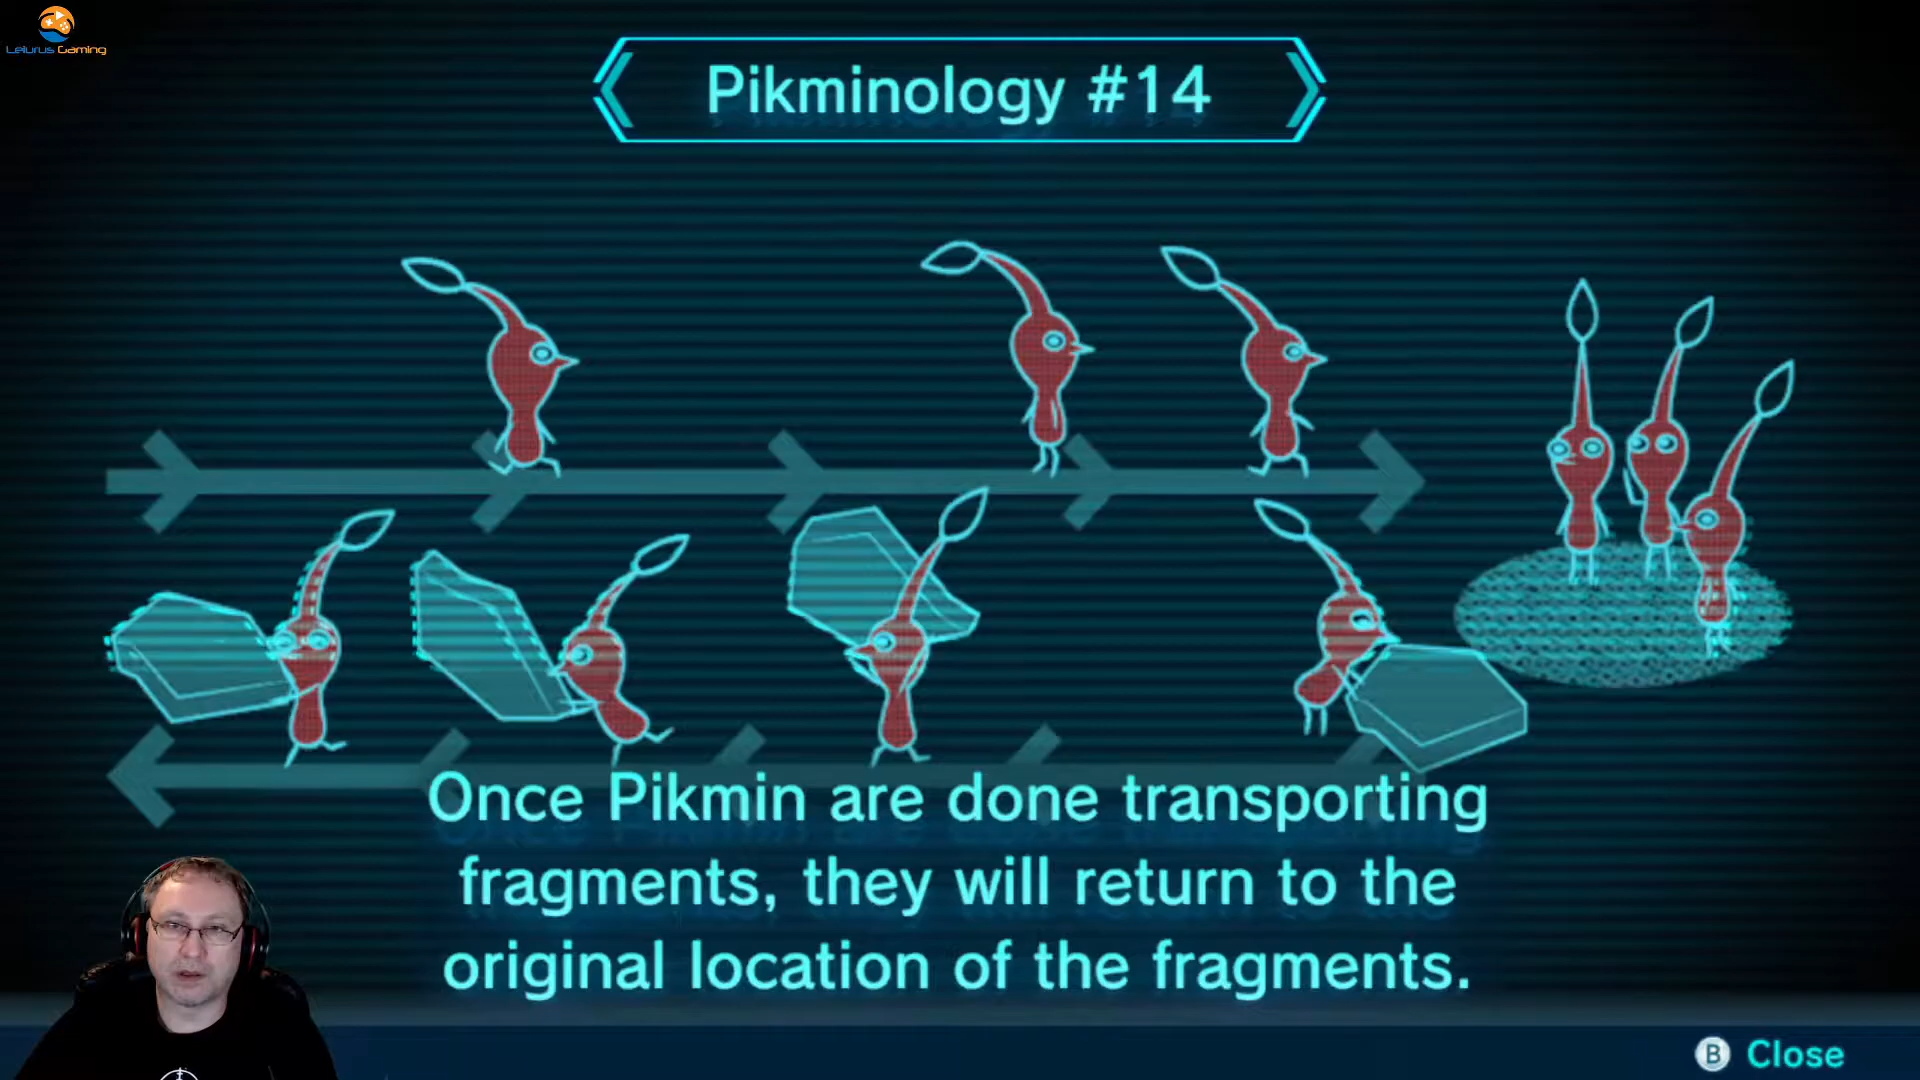 Leiurus Gaming
Pikminology #14
Once Pikmin are done transporting
fragments, they will return to the
original location of the fragments.
B Close